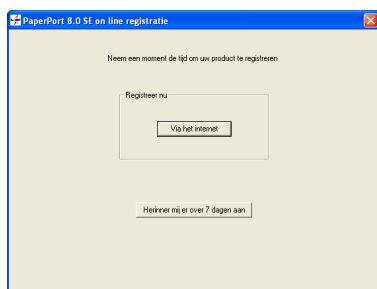 PaperPort 8.0 SE on line registratie
Neem een moment de tijd om uw product te registreren
Registreer nu
Via het internet
Herinner mij er over 7 dagen aan